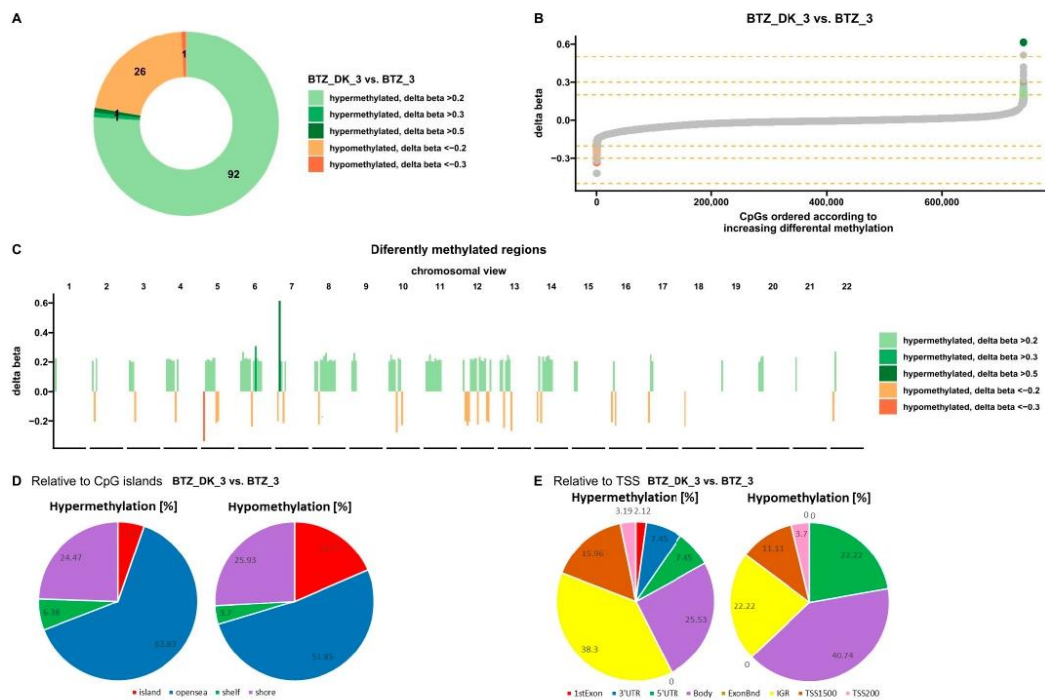 A
B
BTZ_DK_3 vs. BTZ_3
1
26
1
1
92
BTZ_DK_3 vs. BTZ_3
hypermethylated, delta beta >0.2
hypermethylated, delta beta >0.3
hypermethylated, delta beta >0.5
hypomethylated, delta beta <−0.2
hypomethylated, delta beta <−0.3
delta beta
0.6
0.3
0.0
−0.3
0
200,000
400,000
600,000
CpGs ordered according to
increasing differental methylation
C
Diferently methylated regions
chromosomal view
1 2 3 4 5 6 7 8 9 10 11 12 13 14 15 16 17 18 19 20 21 22
delta beta
0.6
0.4
0.2
0.0
−0.2
hypermethylated, delta beta >0.2
hypermethylated, delta beta >0.3
hypermethylated, delta beta >0.5
hypomethylated, delta beta <−0.2
hypomethylated, delta beta <−0.3
D Relative to CpG islands BTZ_DK_3 vs. BTZ_3
Hypermethylation [%]
24.47
6.38
63.83
Hypomethylation [%]
25.93
3.7
51.85
island opensea shelf shore
E Relative to TSS BTZ_DK_3 vs. BTZ_3
Hypermethylation [%]
3.19 2.12
7.45
7.45
25.53
0
38.3
15.96
Hypomethylation [%]
0 0
3.7
22.22
11.11
22.22
0
40.74
1stExon 3'UTR 5'UTR Body ExonBnd IGR TSS1500 TSS200